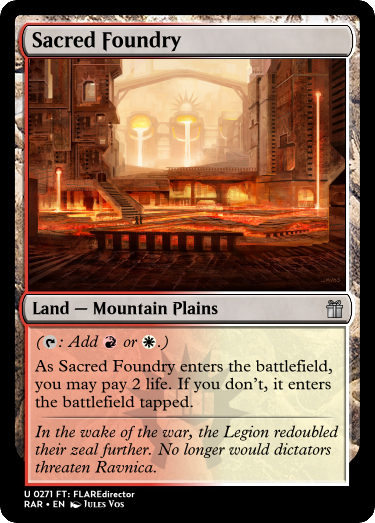 Sacred Foundry
Land — Mountain Plains
(: Add or .)
As Sacred Foundry enters the battlefield,
you may pay 2 life. If you don't, it enters
the battlefield tapped.
In the wake of the war, the Legion redoubled
their zeal further. No longer would dictators
threaten Ravnica.
U 0271 FT: FLAREdirector
RAR • EN Jules Vos